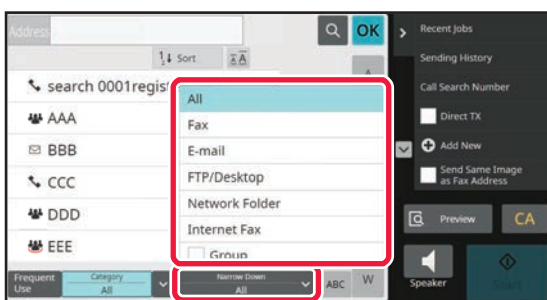 Address
OK
Sort
search 0001regist
AAA
BBB
CCC
DDD
EEE
All
Fax
E-mail
FTP/Desktop
Network Folder
Internet Fax
Group
Frequent
Use
Category
All
Narrow Down
All
ABC
W
Recent Jobs
Sending History
Call Search Number
Direct TX
Add New
Send Same Image
as Fax Address
Preview
CA
Speaker
Start